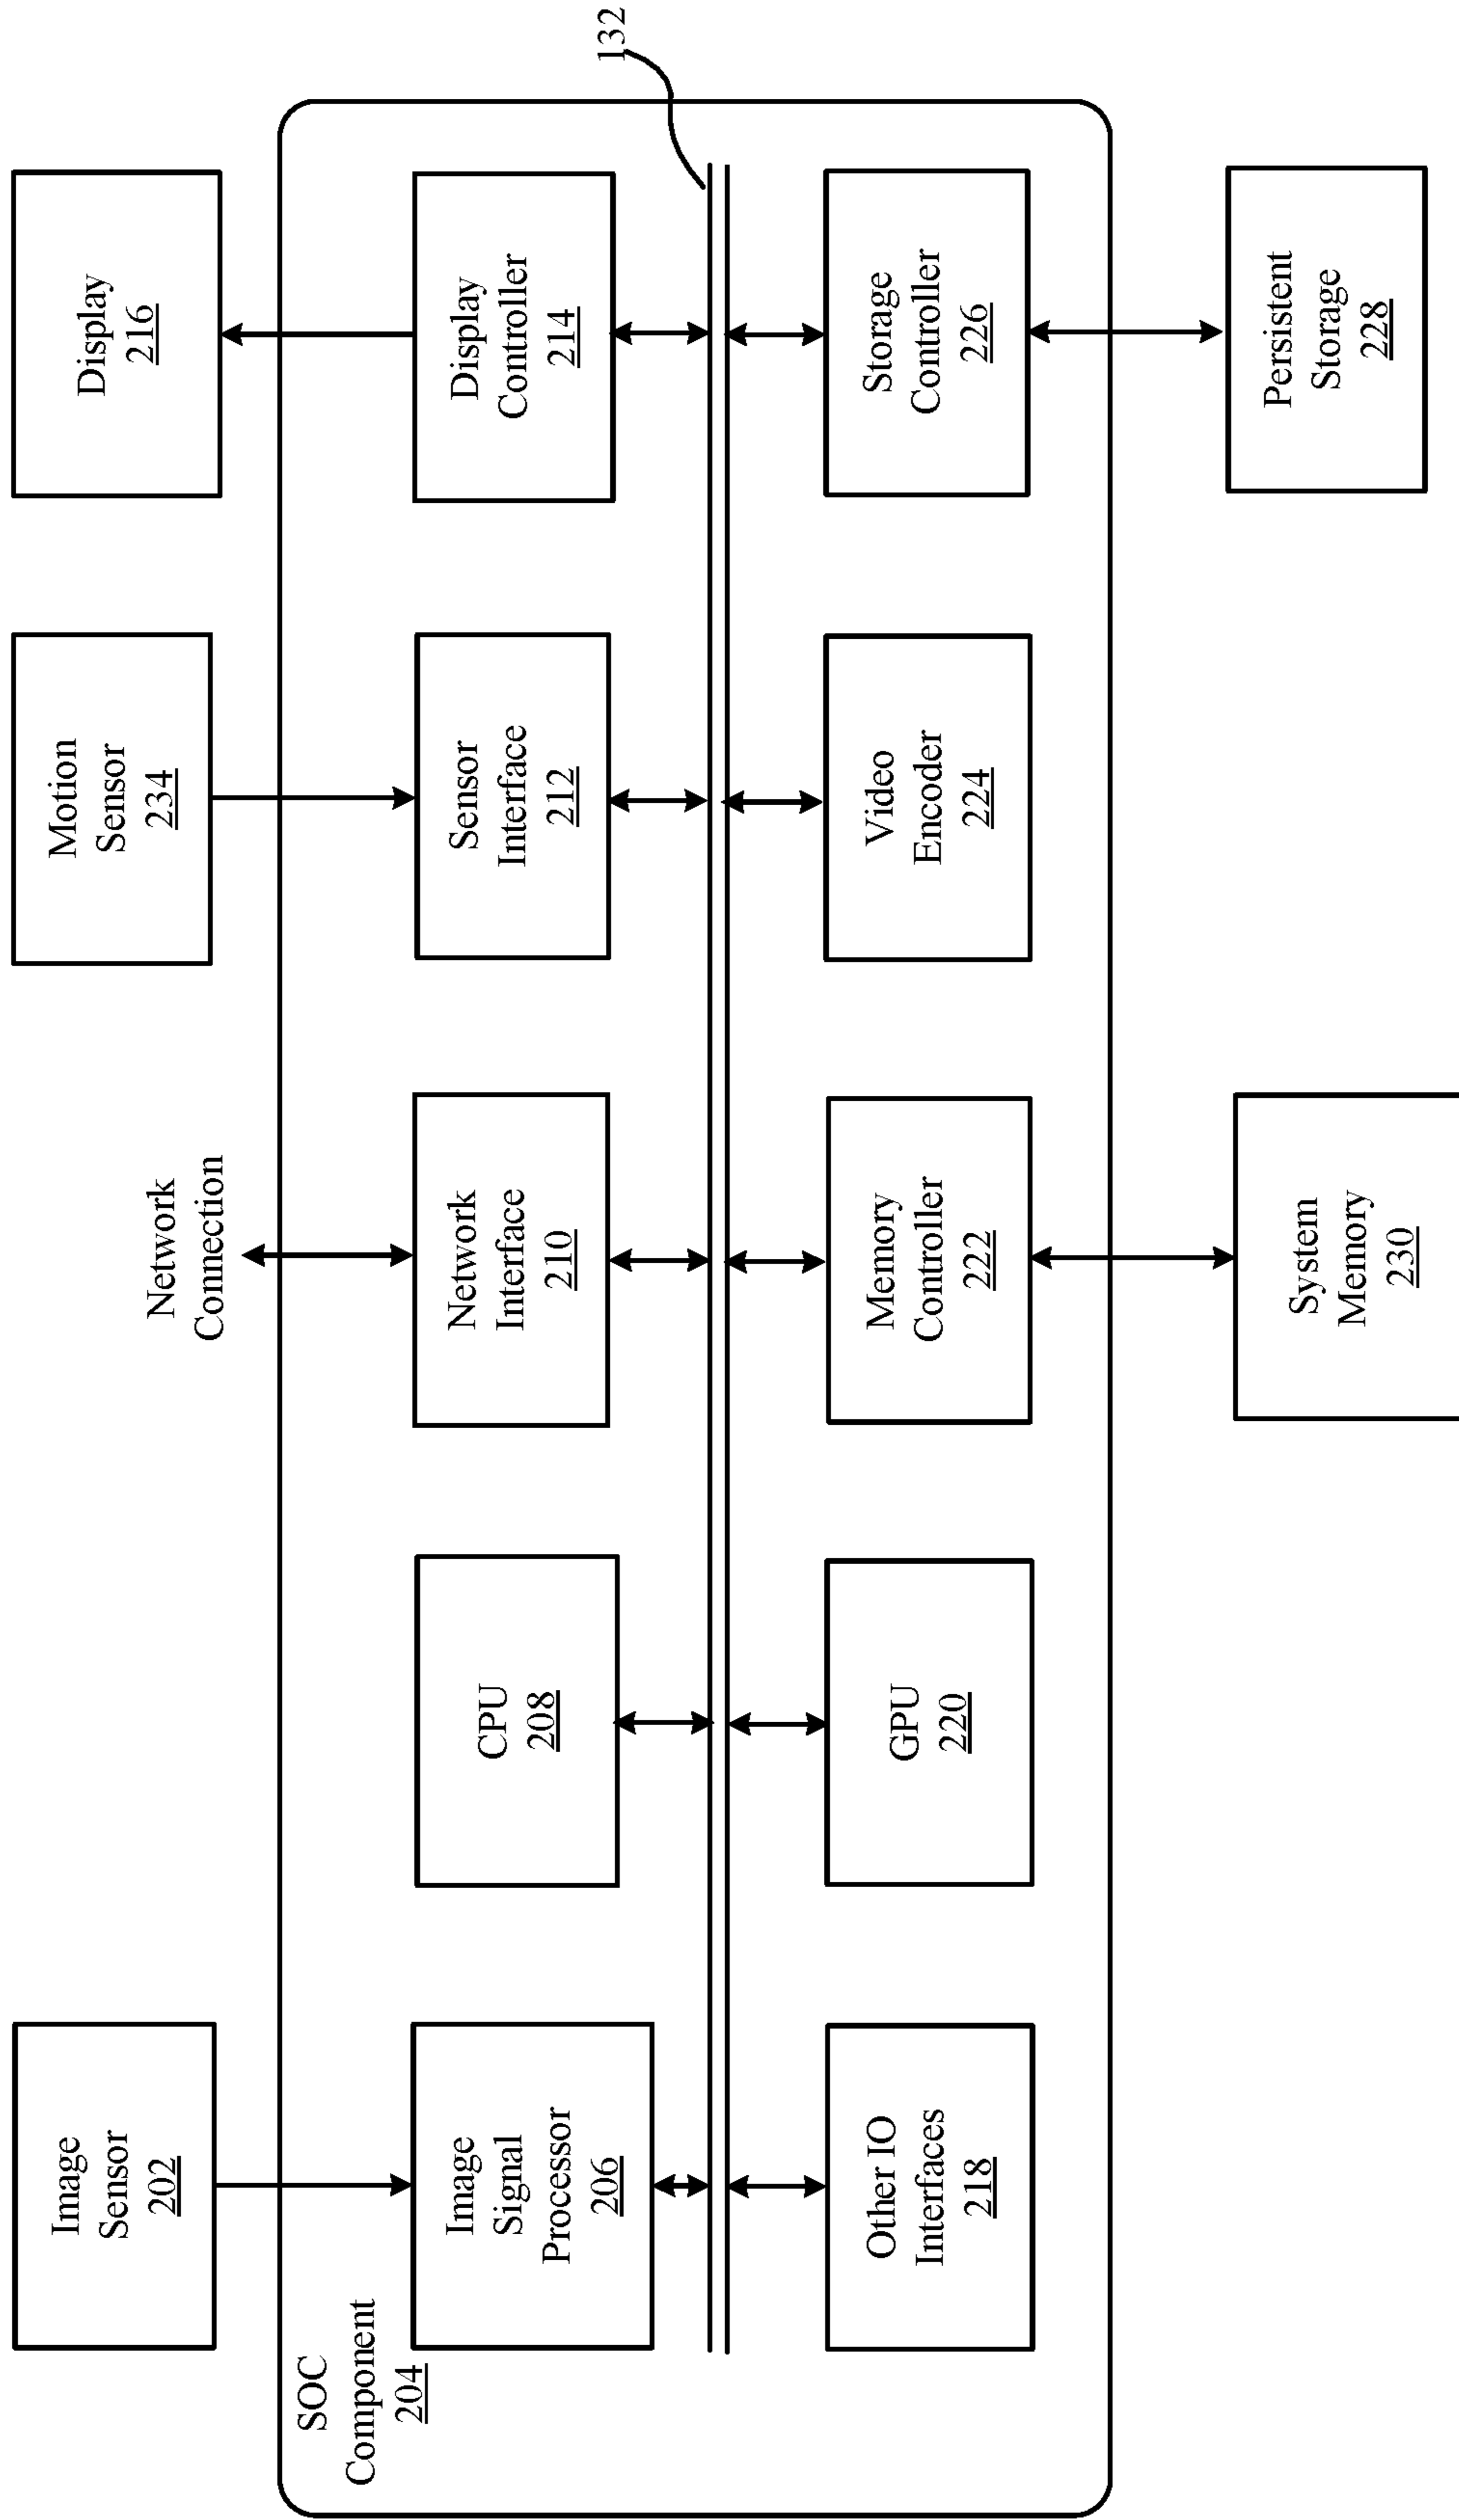 Image
Sensor
202
Network
Connection
Motion
Sensor
234
Display
216
SOC
Component
204
Image
Signal
Processor
206
CPU
208
Network
Interface
210
Sensor
Interface
212
Display
Controller
214
132
Other IO
Interfaces
218
GPU
220
Memory
Controller
222
Video
Encoder
224
Storage
Controller
226
System
Memory
230
Persistent
Storage
228